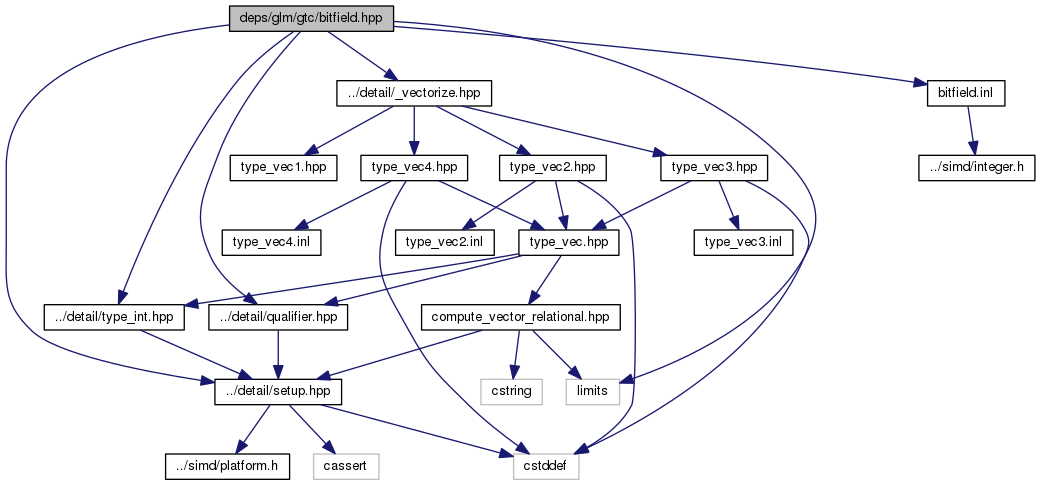 deps/glm/gtc/bitfield.hpp
../detail/_vectorize.hpp
bitfield.inl
type_vec1.hpp
type_vec4.hpp
type_vec2.hpp
type_vec3.hpp
../simd/integer.h
type_vec4.inl
type_vec2.inl
type_vec.hpp
type_vec3.inl
../detail/type_int.hpp
../detail/qualifier.hpp
compute_vector_relational.hpp
../detail/setup.hpp
cstring
limits
../simd/platform.h
cassert
cstddef